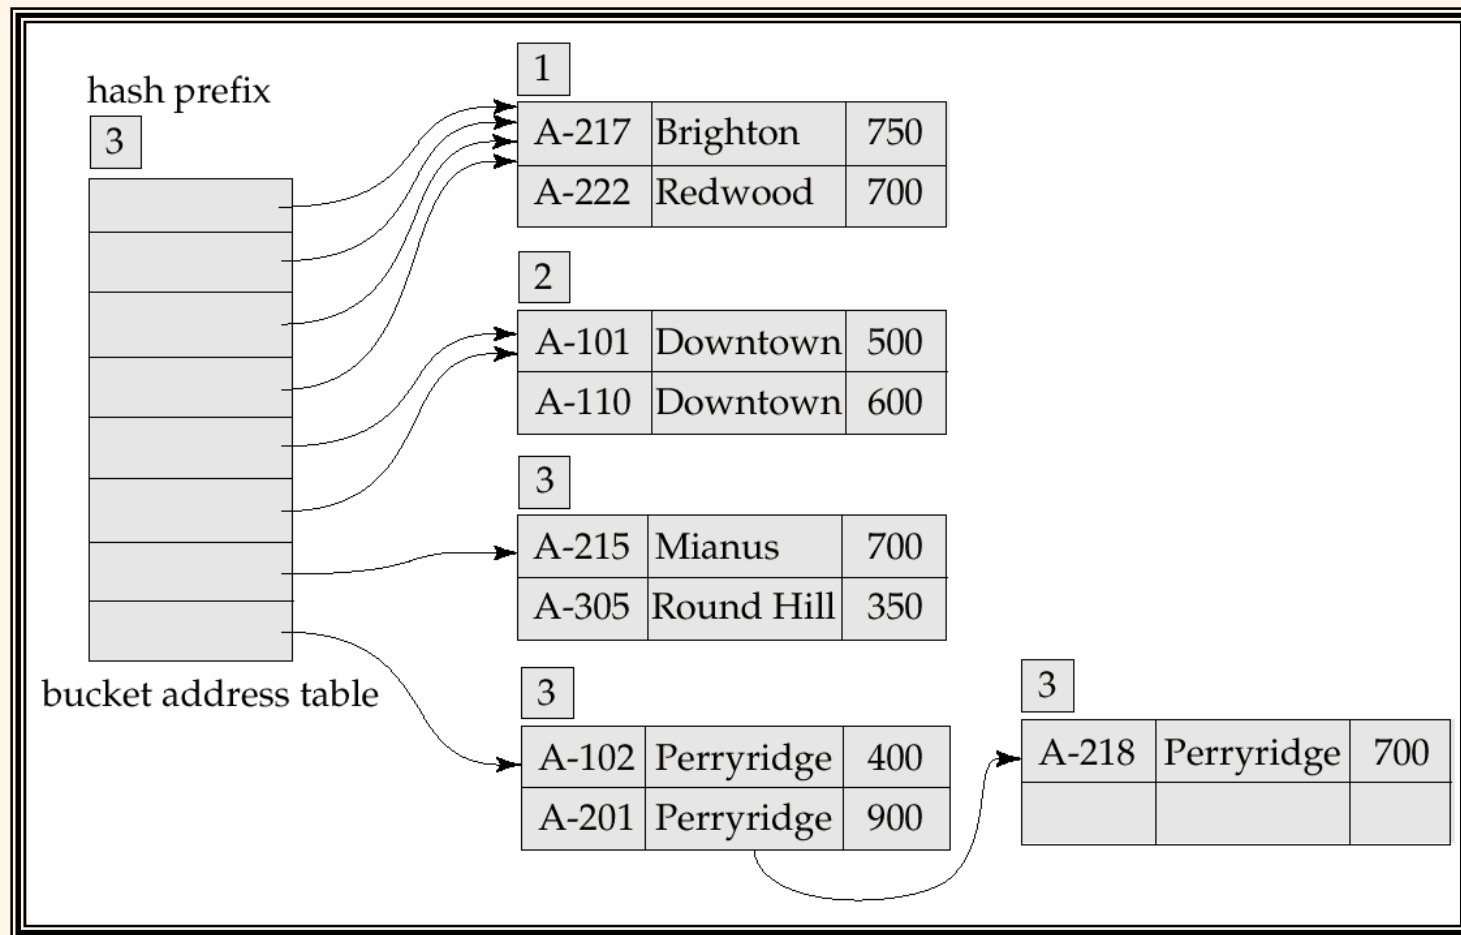 hash prefix
3
bucket address table
1
A-217 Brighton 750
A-222 Redwood 700
2
A-101 Downtown 500
A-110 Downtown 600
3
A-215 Mianus 700
A-305 Round Hill 350
3
A-102 Perryridge 400
A-201 Perryridge 900
3
A-218 Perryridge 700